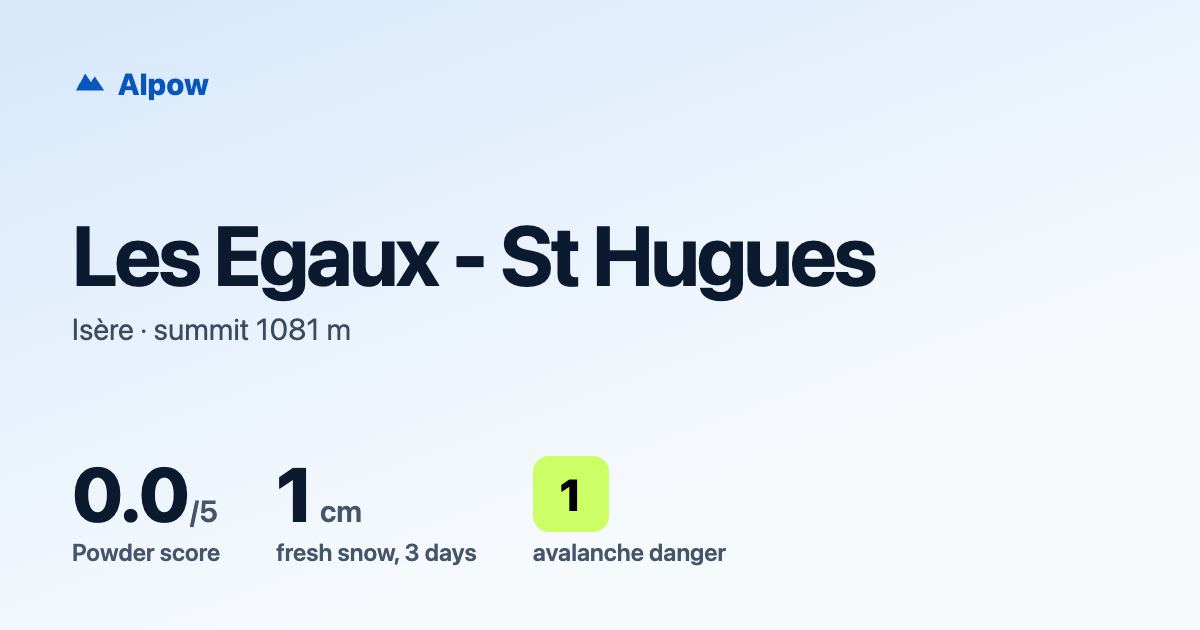 Alpow
Les Egaux - St Hugues
Isère · summit 1081 m
0.0/5
Powder score
1 cm
fresh snow, 3 days
1
avalanche danger